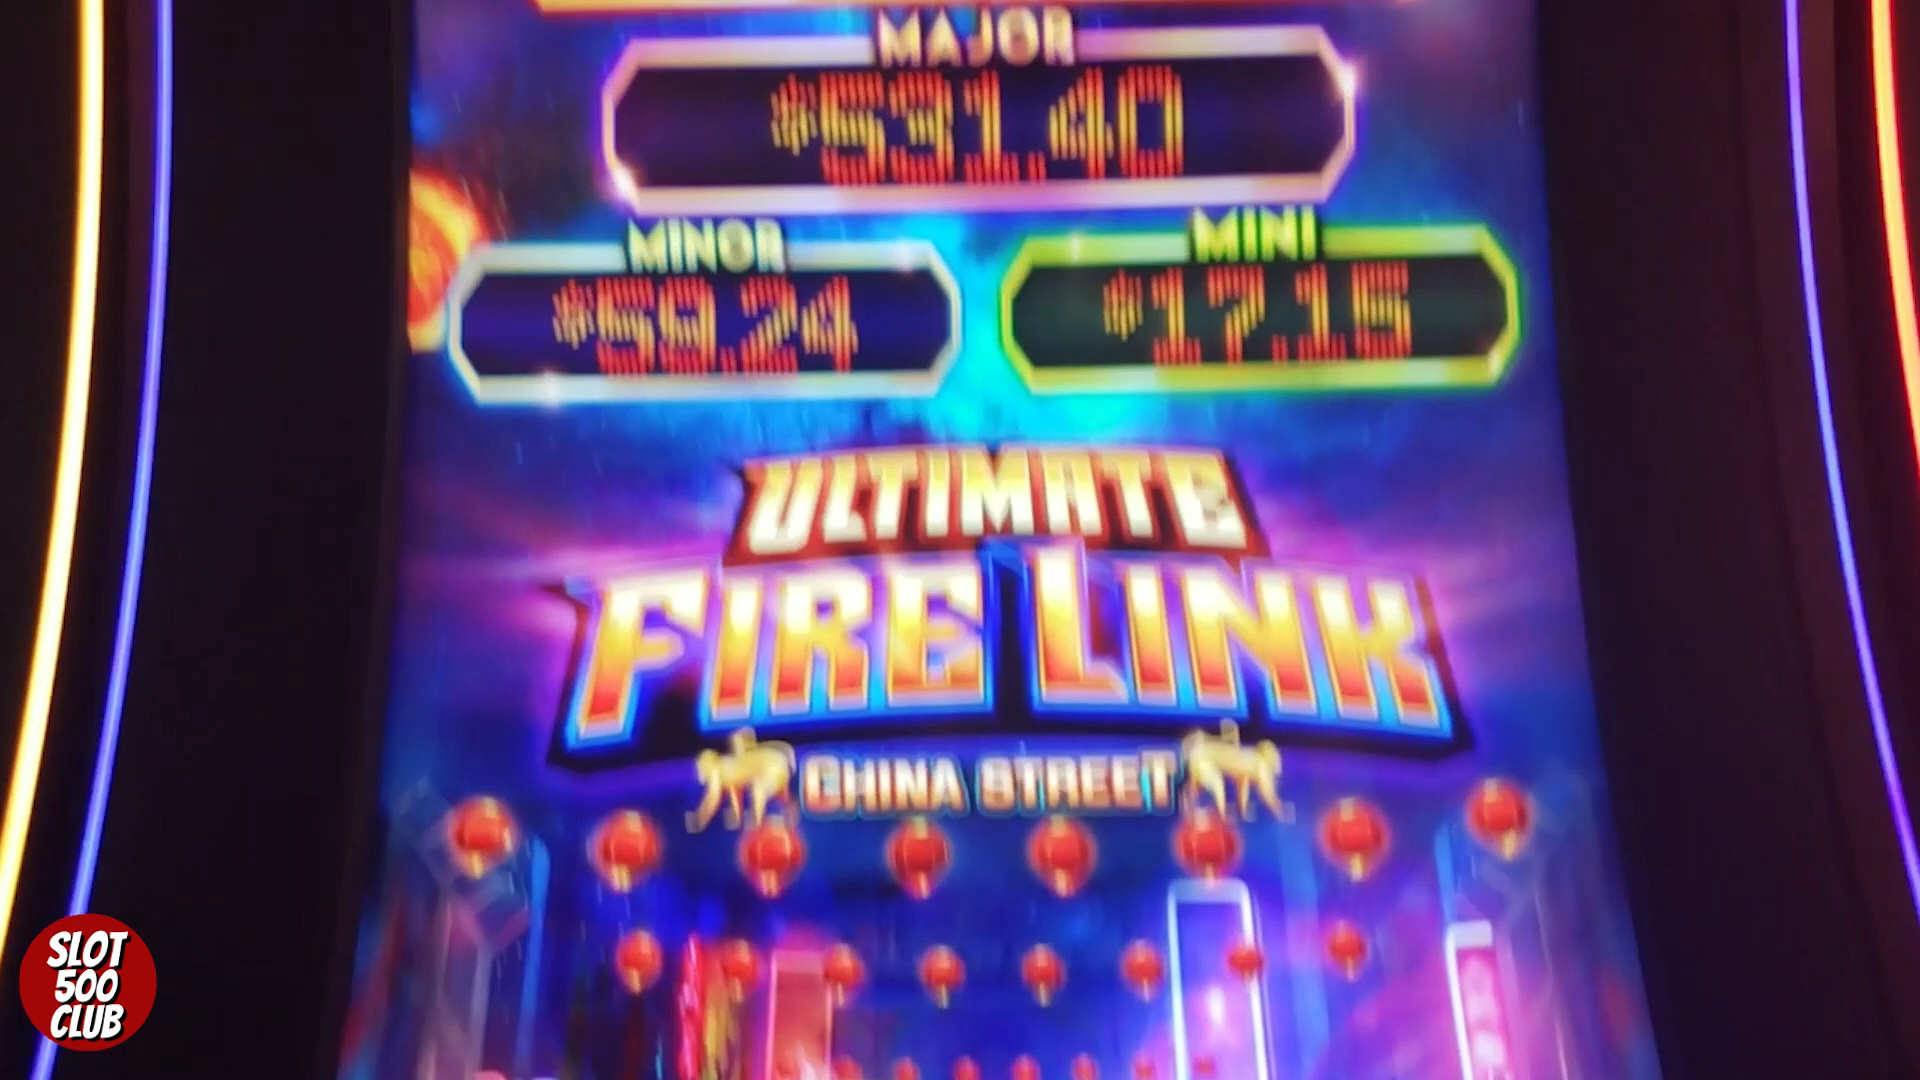 MAJOR
$531.40
MINOR
$59.24
MINI
$17.15
ULTIMATE
FIRE LINK
CHINA STREET
SLOT
500
CLUB